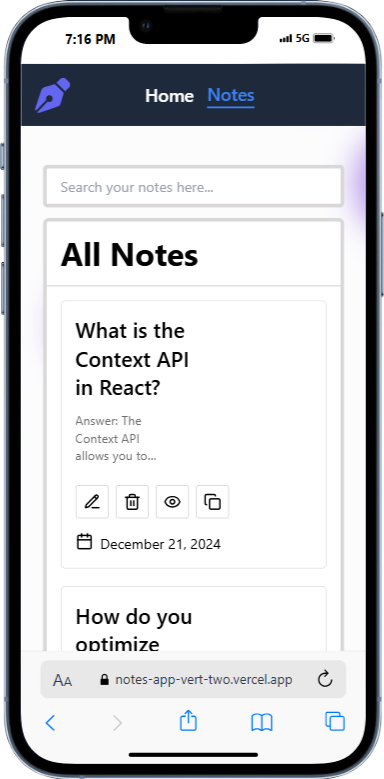 7:16 PM 5G
Home Notes
Search your notes here...
All Notes
What is the
Context API
in React?
Answer: The
Context API
allows you to...
December 21, 2024
How do you
optimize
AA notes-app-vert-two.vercel.app